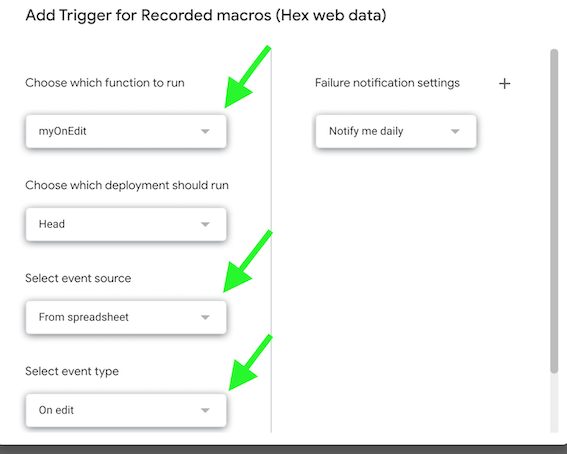 Add Trigger for Recorded macros (Hex web data)
Choose which function to run
myOnEdit
Choose which deployment should run
Head
Select event source
From spreadsheet
Select event type
On edit
Failure notification settings
Notify me daily